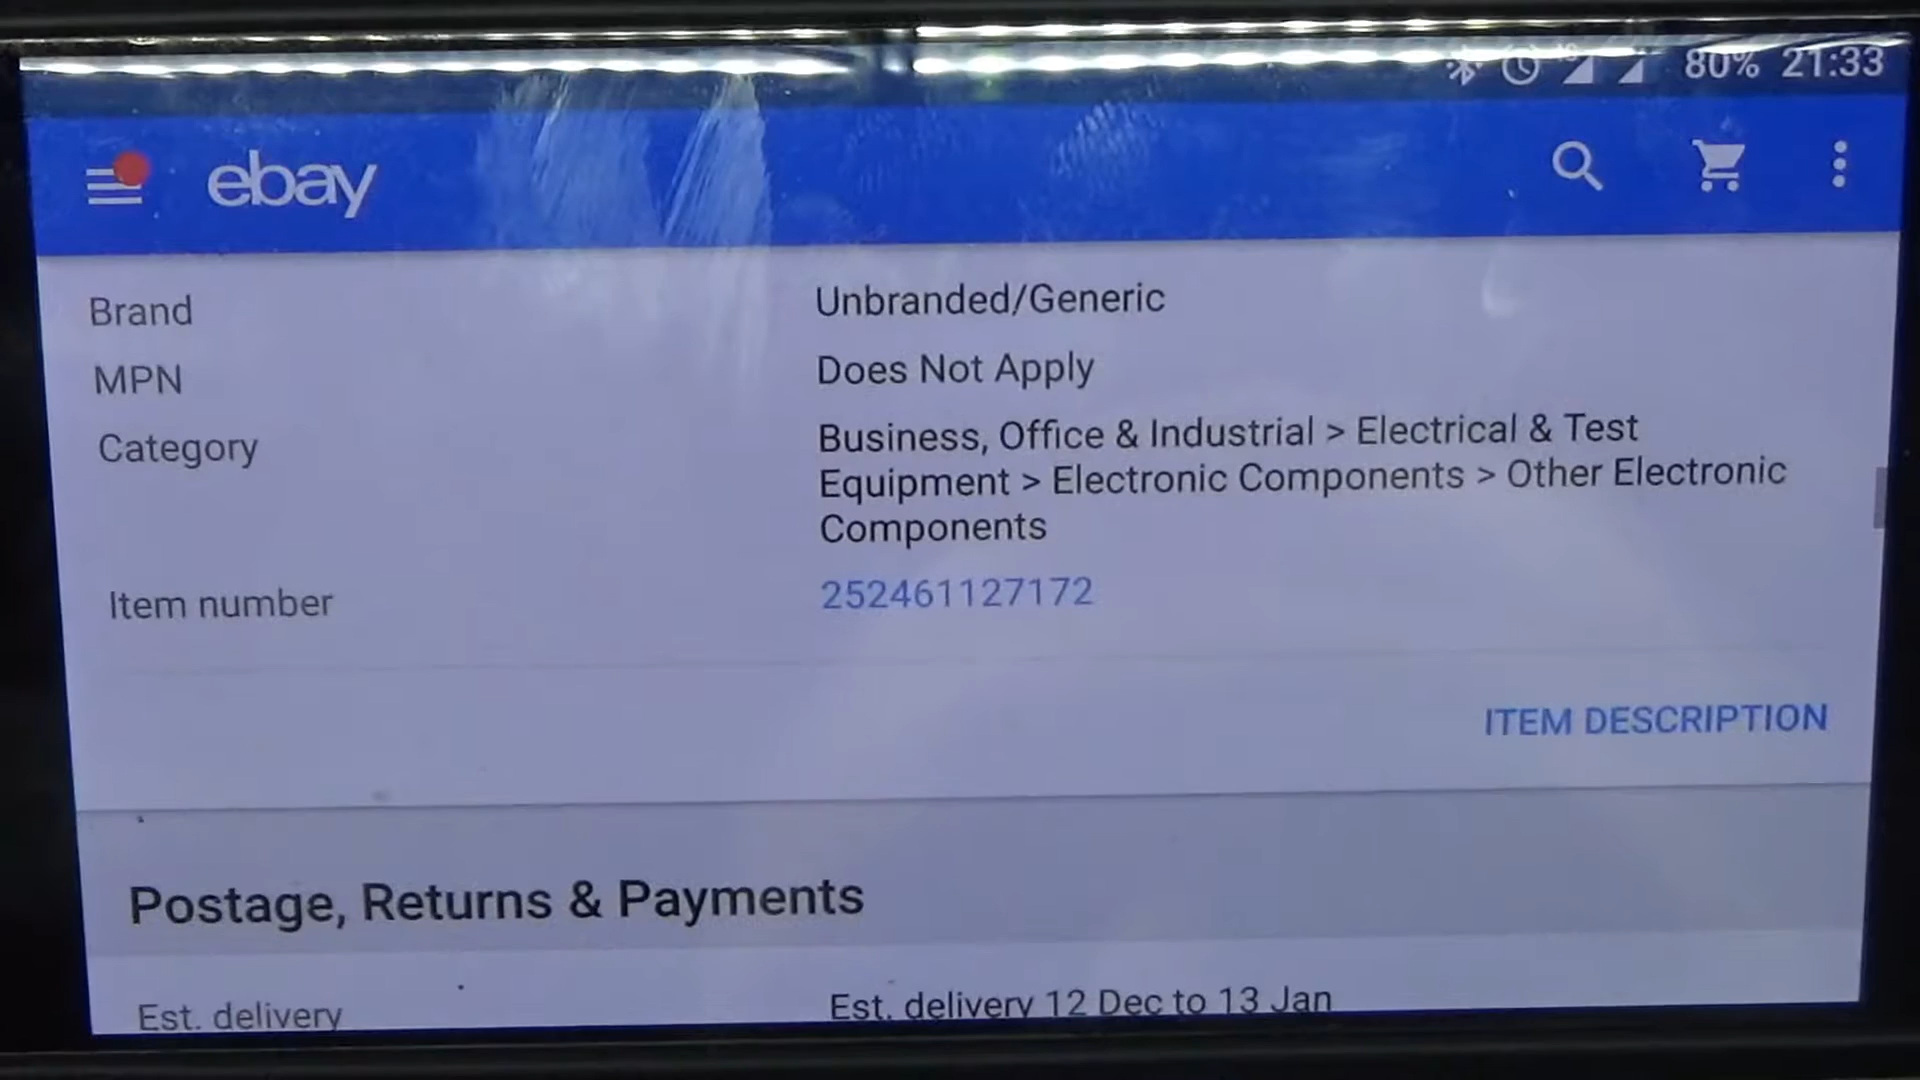 80% 21:33
ebay
Brand Unbranded/Generic
MPN Does Not Apply
Category Business, Office & Industrial > Electrical & Test
Equipment > Electronic Components > Other Electronic
Components
Item number 252461127172
ITEM DESCRIPTION
Postage, Returns & Payments
Est. delivery Est. delivery 12 Dec to 13 Jan